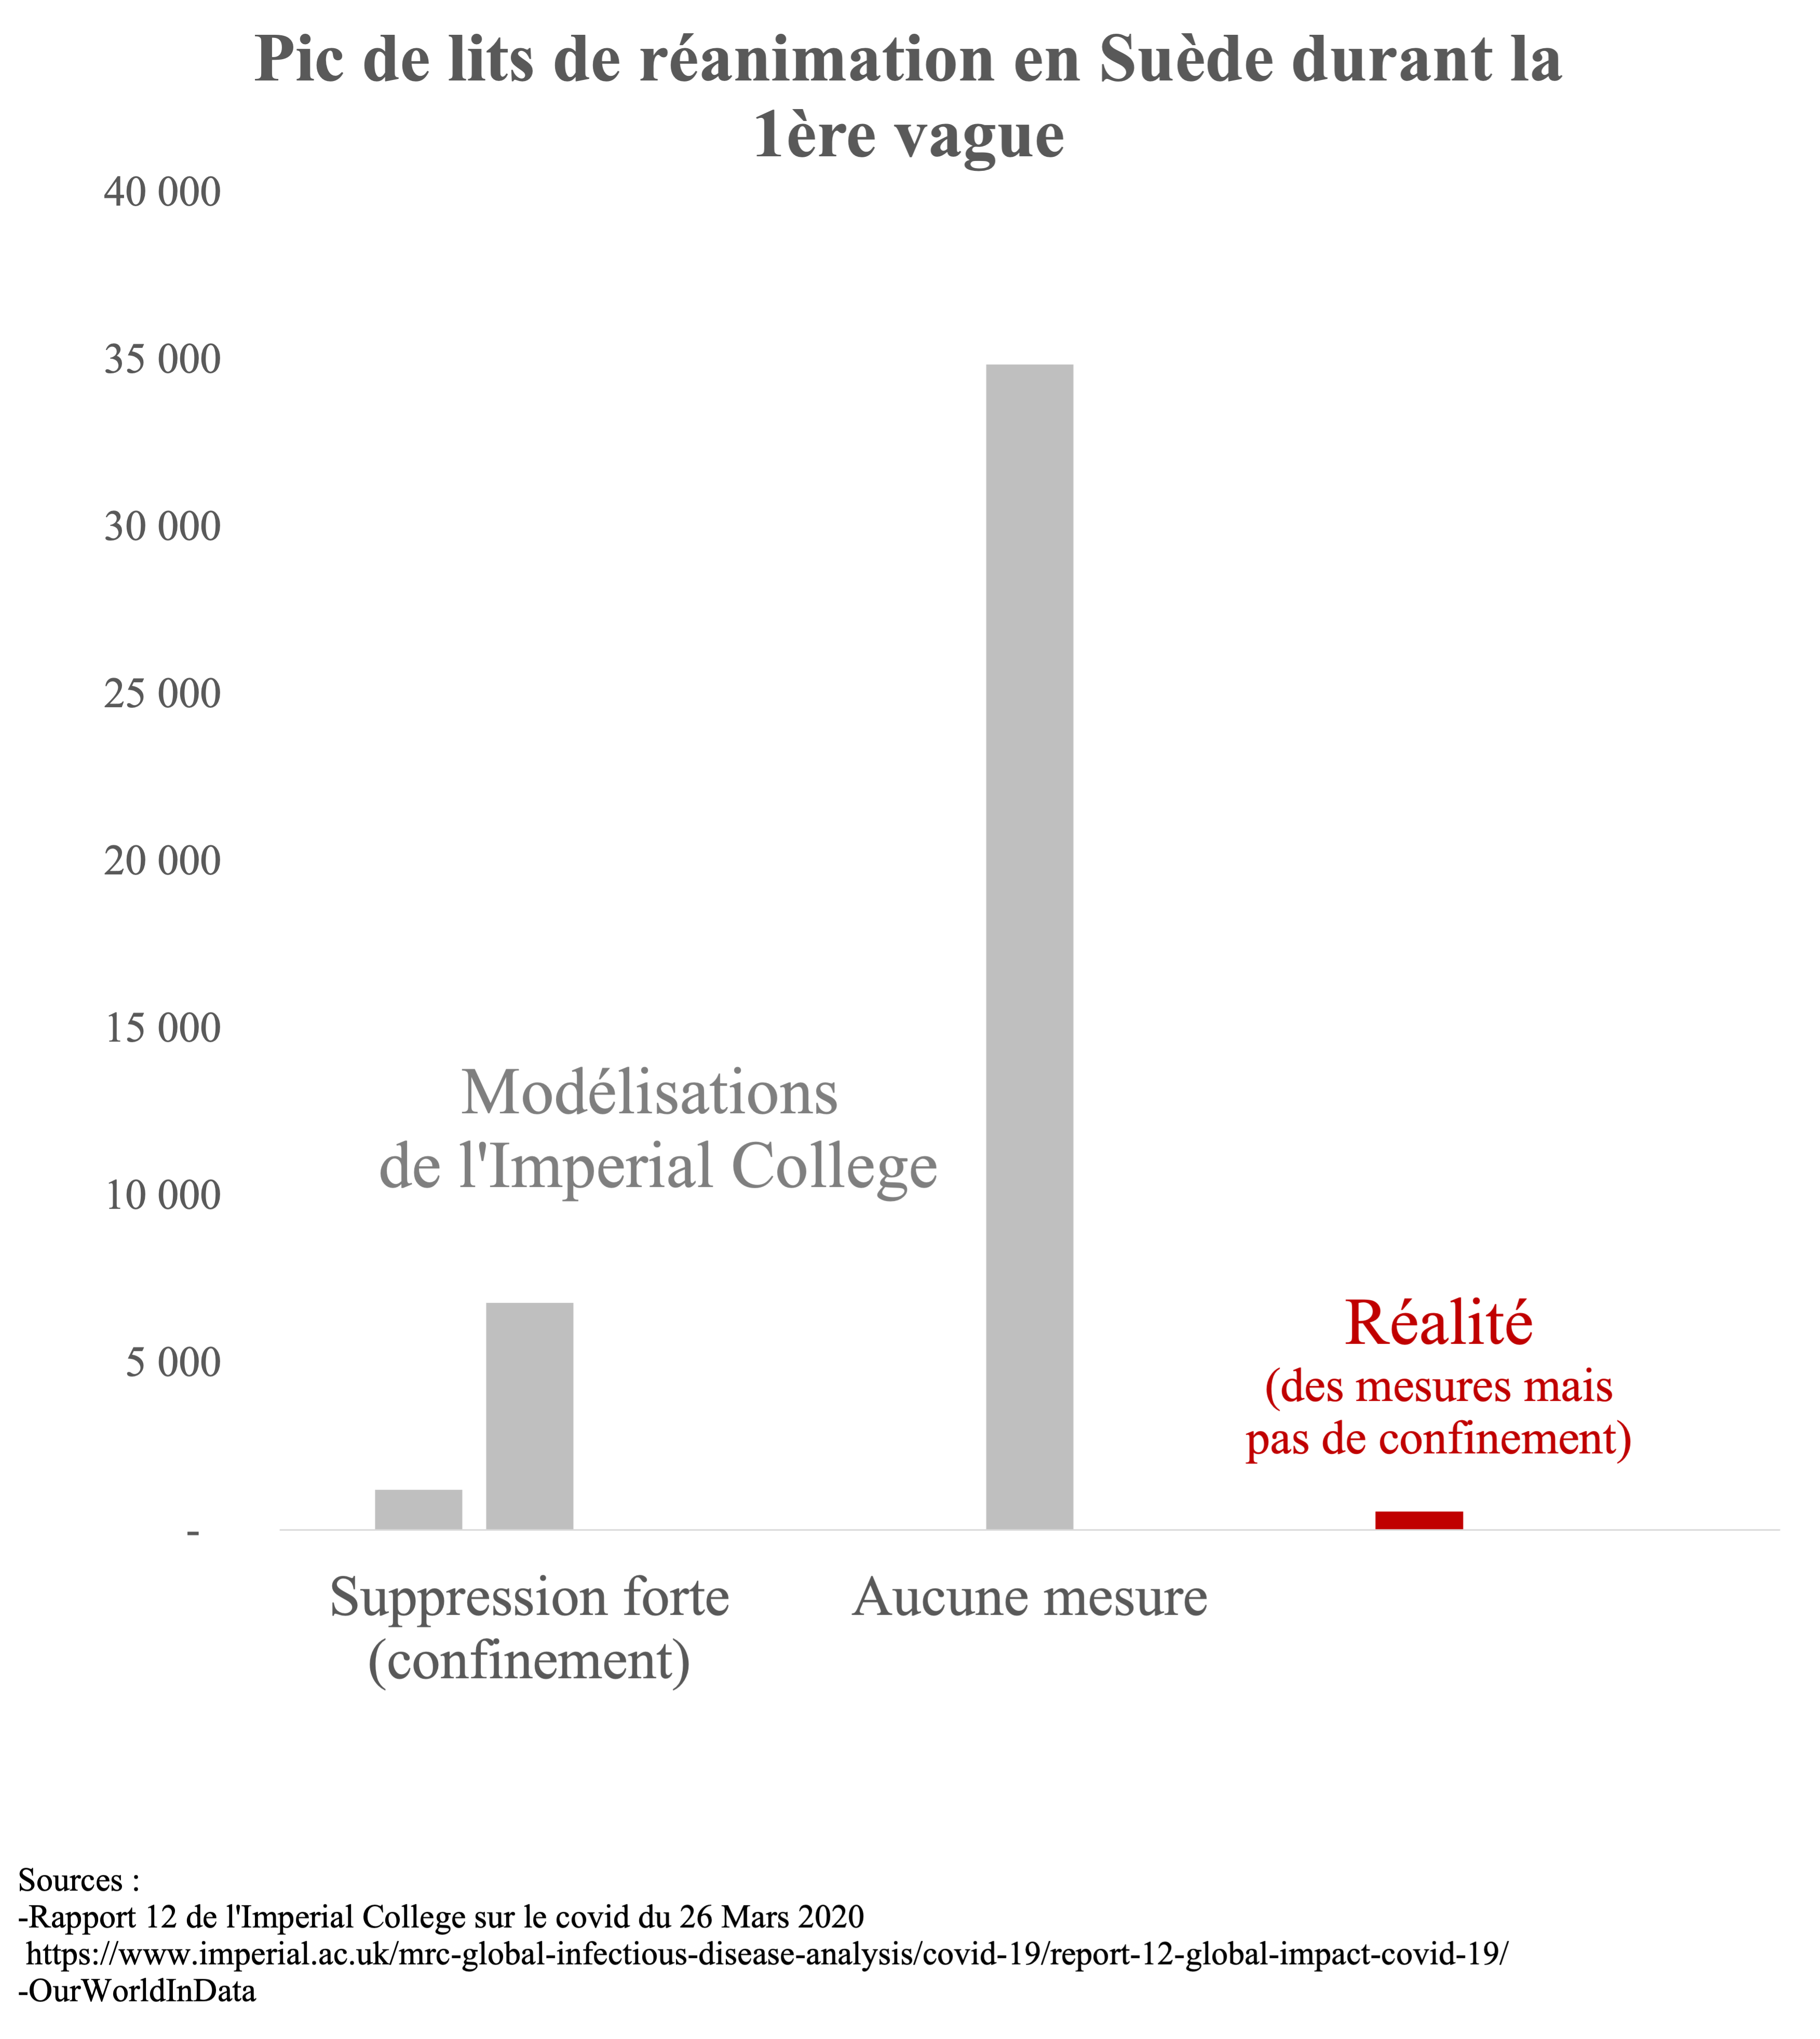 Pic de lits de réanimation en Suède durant la
1ère vague
40 000
35 000
30 000
25 000
20 000
15 000
10 000
5 000
-
Modélisations
de l'Imperial College
Réalité
(des mesures mais
pas de confinement)
Suppression forte
(confinement)
Aucune mesure
Sources :
-Rapport 12 de l'Imperial College sur le covid du 26 Mars 2020
https://www.imperial.ac.uk/mrc-global-infectious-disease-analysis/covid-19/report-12-global-impact-covid-19/
-OurWorldInData